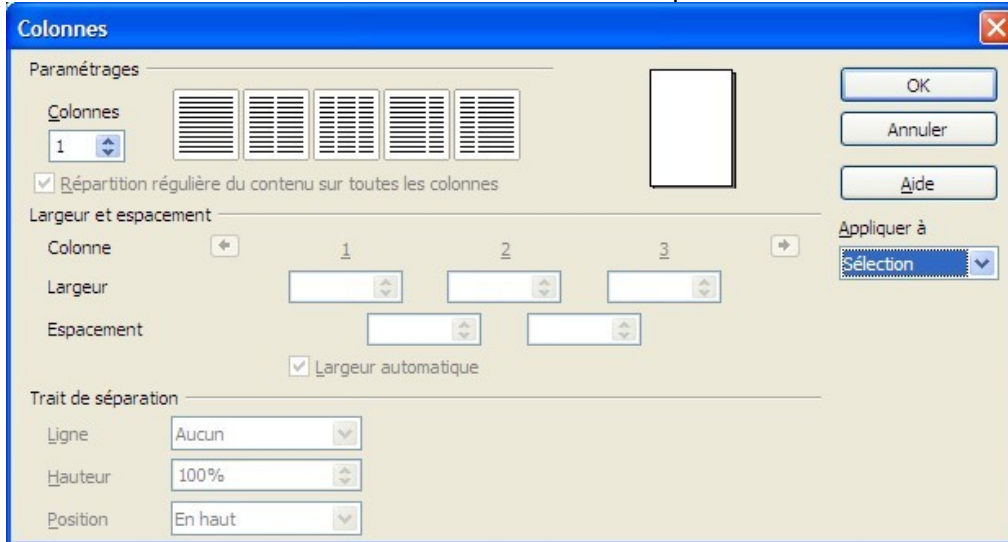 Colonnes
Paramétrages
Colonnes
1
Répartition régulière du contenu sur toutes les colonnes
Largeur et espacement
Colonne 1 2 3
Largeur
Espacement
Largeur automatique
Trait de séparation
Ligne Aucun
Hauteur 100%
Position En haut
OK
Annuler
Aide
Appliquer à
Sélection